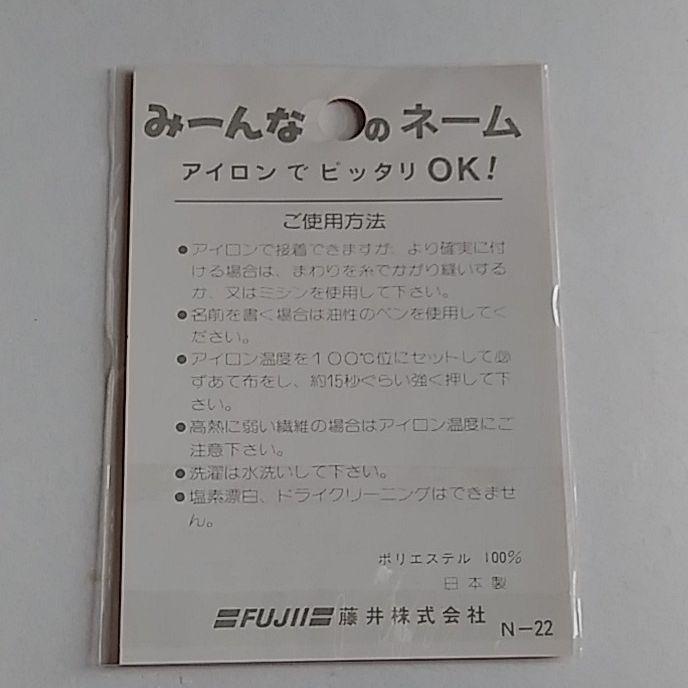 みーんなのネーム
アイロンでピッタリOK!
ご使用方法
●アイロンで接着できますが、より確実に付
ける場合は、まわりを糸でかがり縫いする
か、又はミシンを使用して下さい。
●名前を書く場合は油性のペンを使用してく
ださい。
●アイロン温度を100℃位にセットして必
ずあて布をし、約15秒ぐらい強く押して下
さい。
●高熱に弱い繊維の場合はアイロン温度にご
注意下さい。
●洗濯は水洗いして下さい。
●塩素漂白、ドライクリーニングはできませ
ん。
ポリエステル 100%
日本製
FUJII 藤井株式会社
N-22